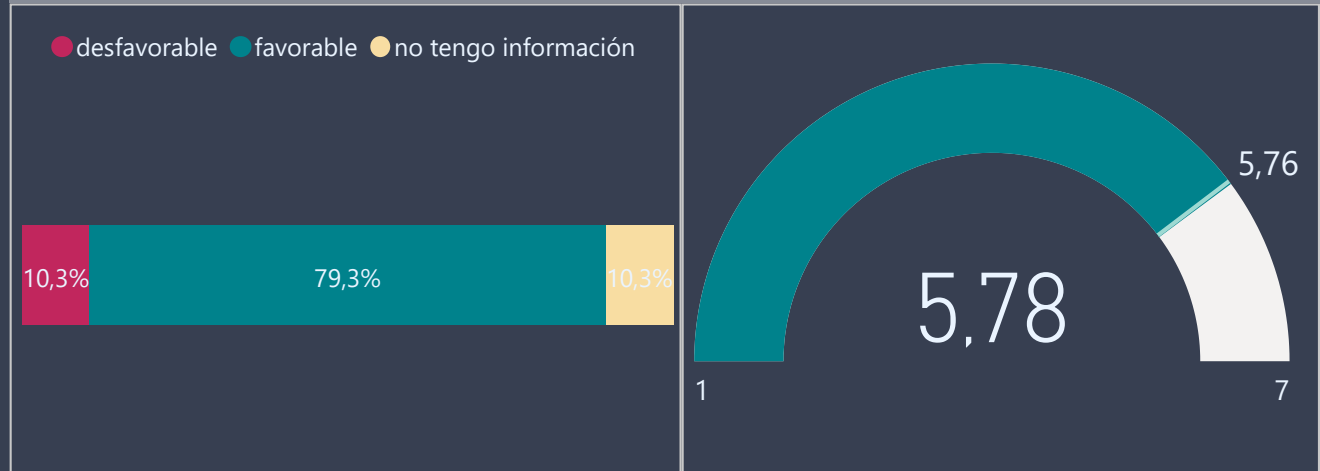 desfavorable favorable no tengo información
10,3% 79,3% 10,3%
5,76
5,78
1 7